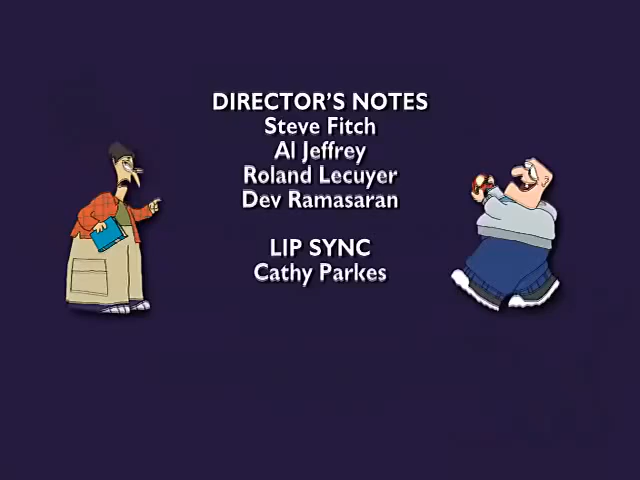 DIRECTOR'S NOTES
Steve Fitch
Al Jeffrey
Roland Lecuyer
Dev Ramasaran
LIP SYNC
Cathy Parkes